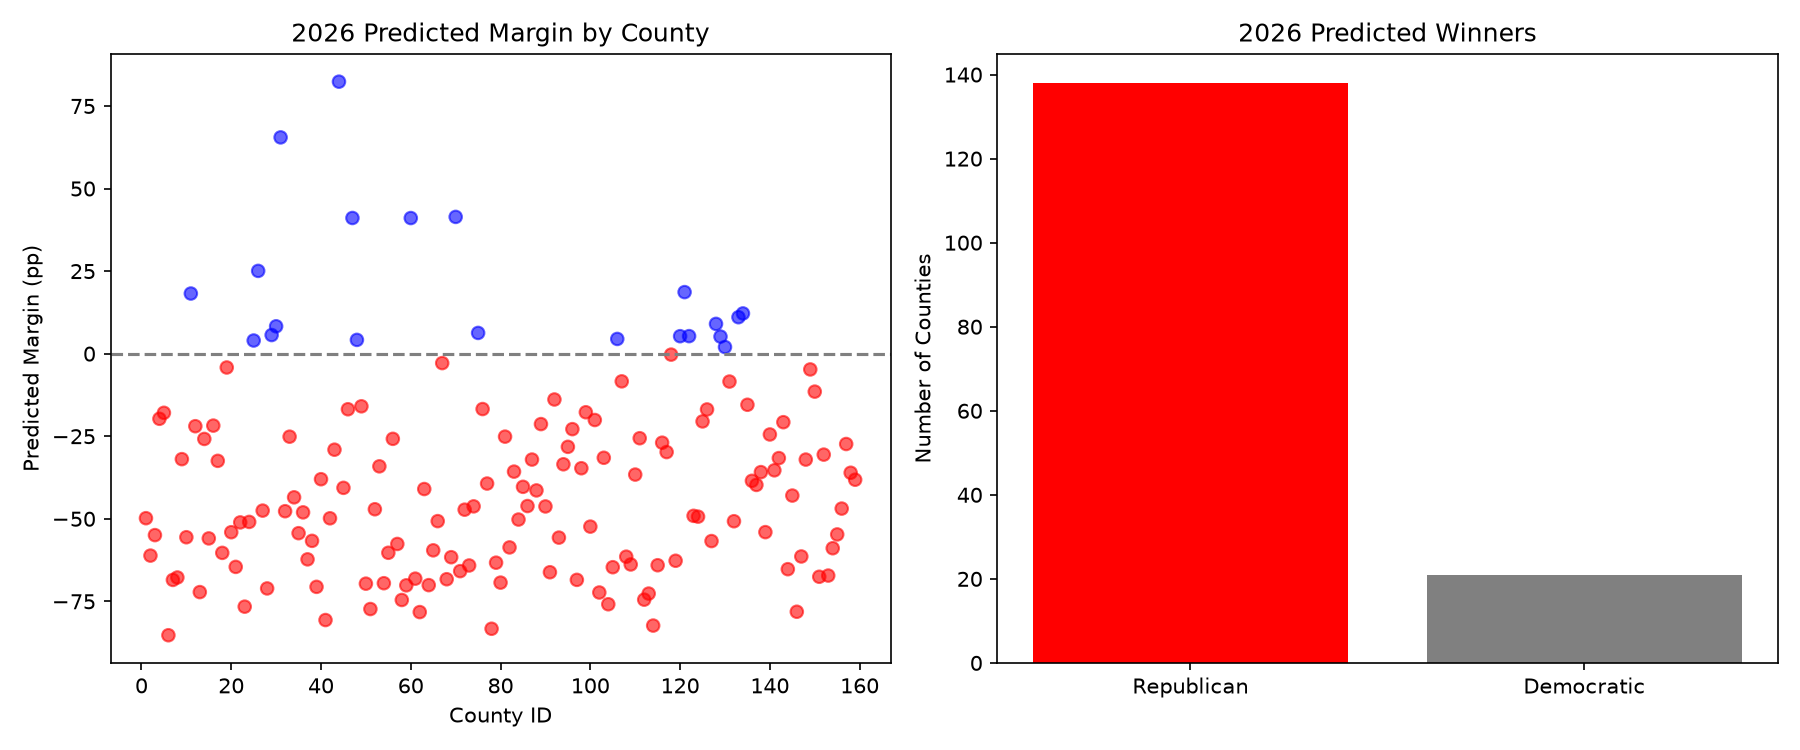 2026 Predicted Margin by County
Predicted Margin (pp)
75
50
25
0
−25
−50
−75
0 20 40 60 80 100 120 140 160
County ID
2026 Predicted Winners
Number of Counties
140
120
100
80
60
40
20
0
Republican Democratic